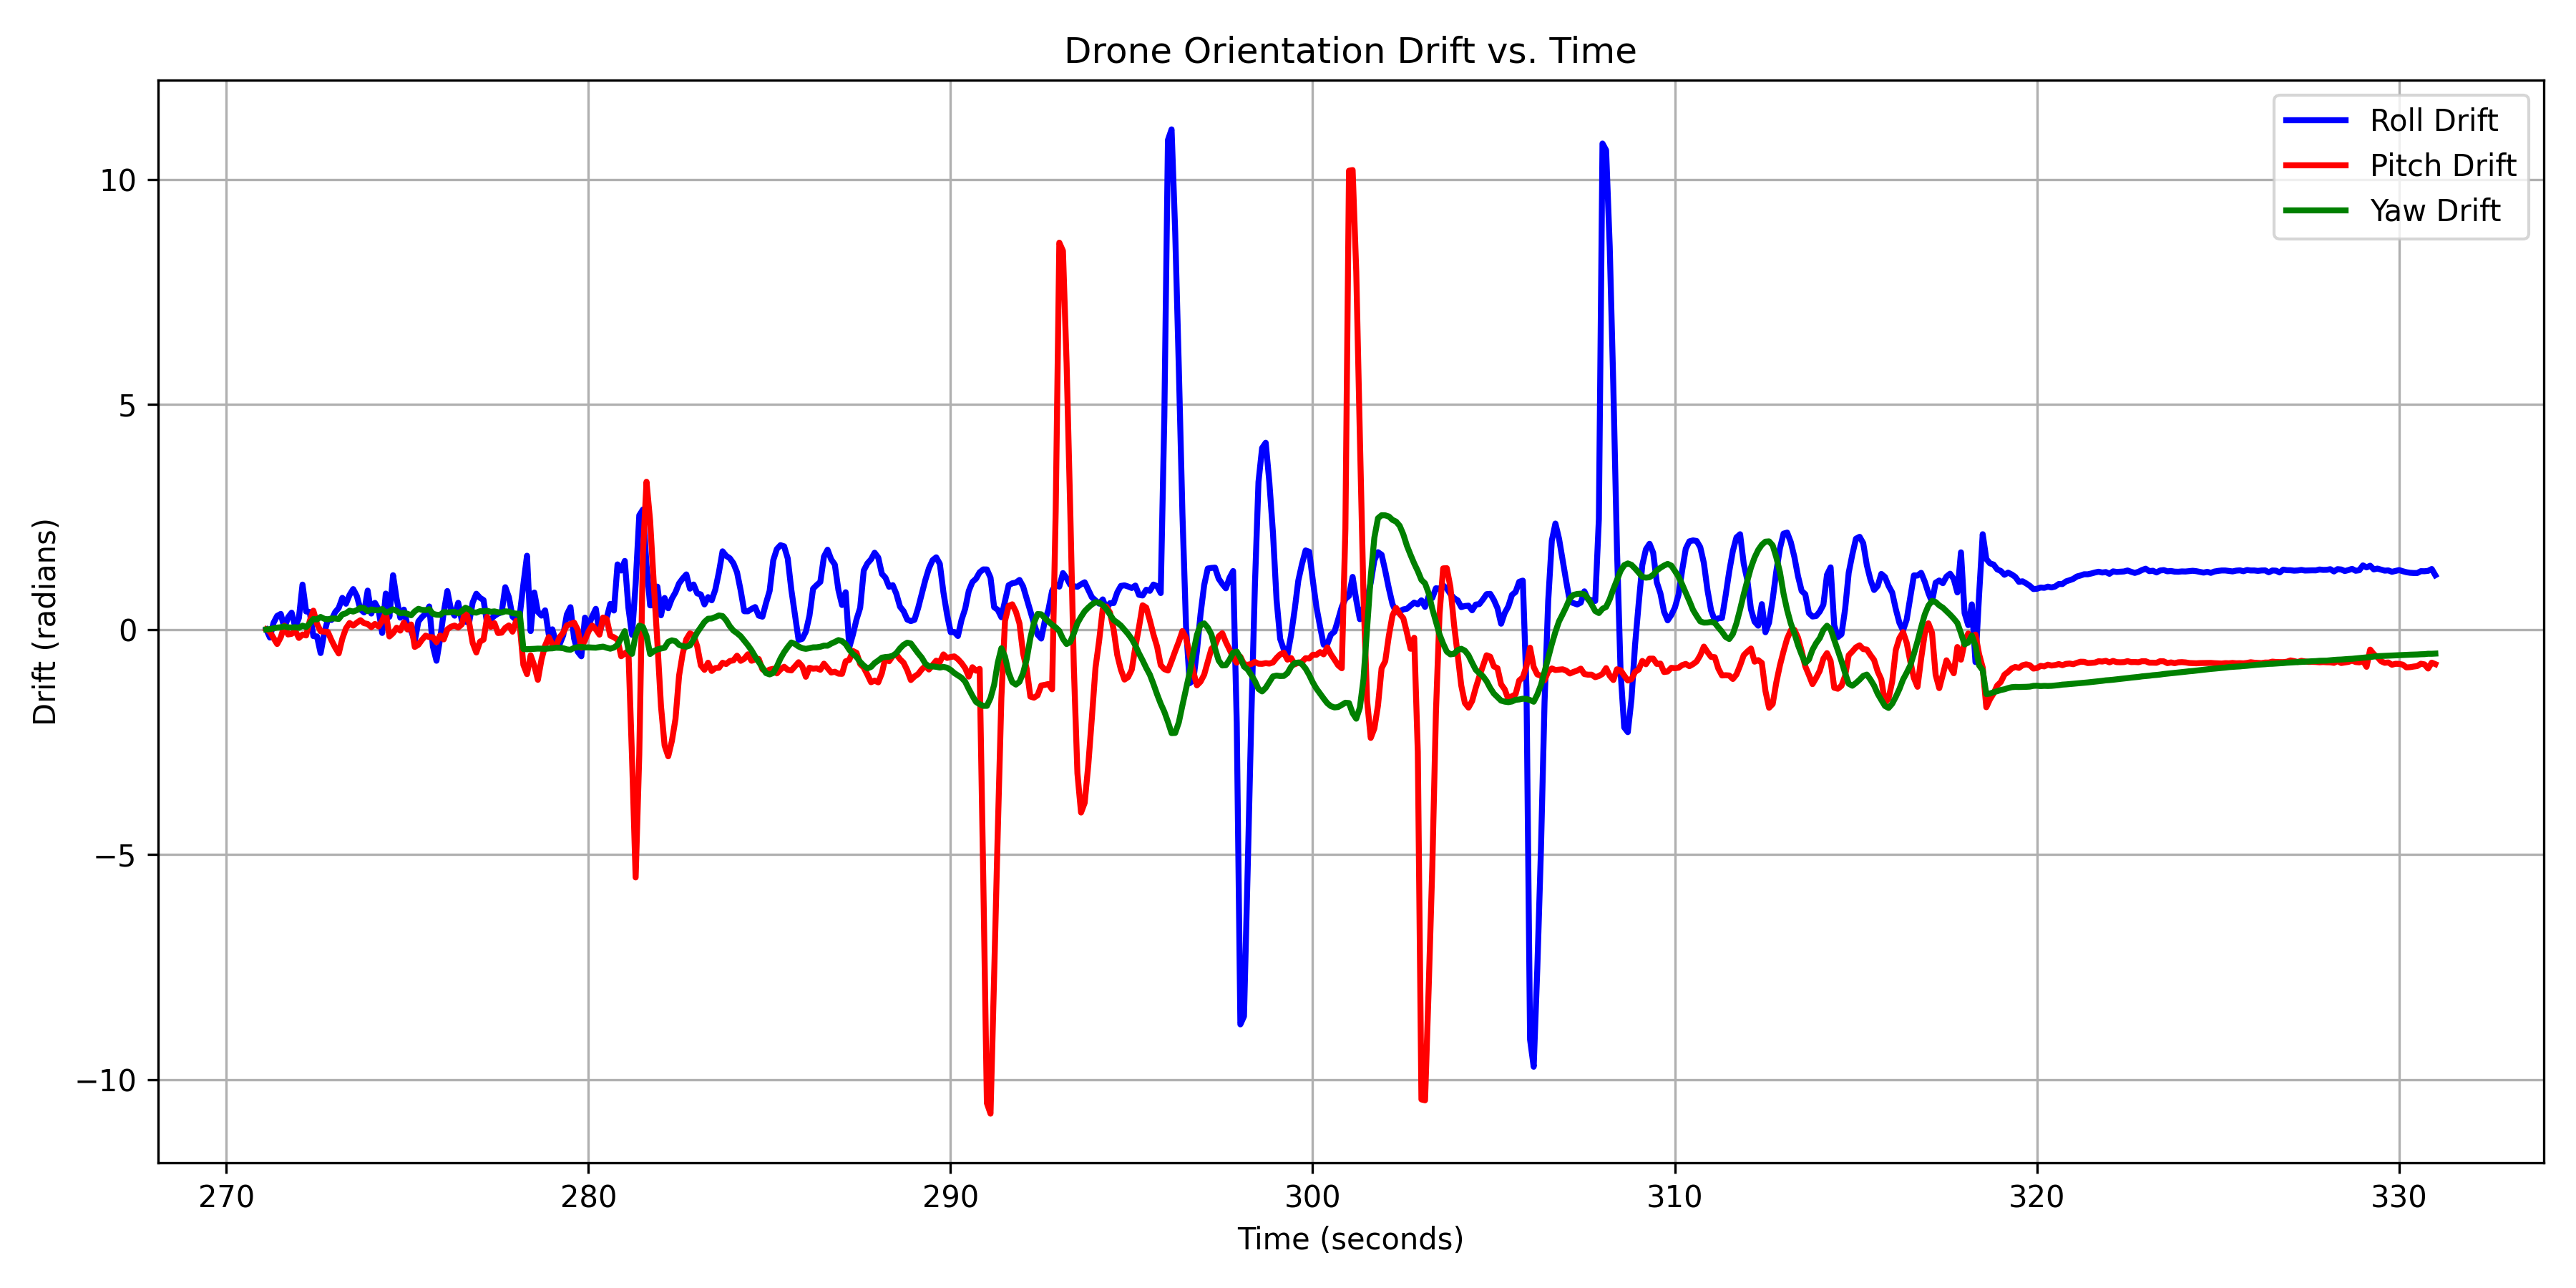 Drone Orientation Drift vs. Time
Roll Drift
Pitch Drift
Yaw Drift
Drift (radians)
10
5
0
−5
−10
270 280 290 300 310 320 330
Time (seconds)